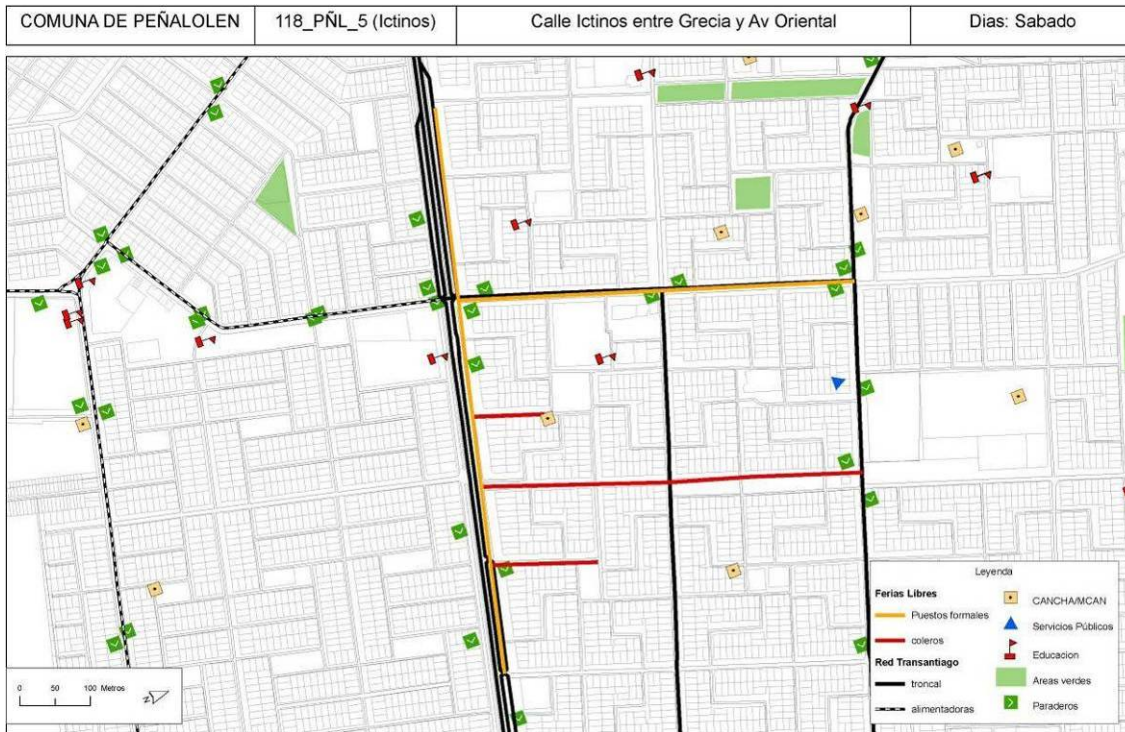 COMUNA DE PEÑALOLEN
118_PÑL_5 (Ictinos)
Calle Ictinos entre Grecia y Av Oriental
Dias: Sabado
Leyenda
Ferias Libres
Puestos formales
coleros
Red Transantiago
troncal
alimentadoras
CANCHA/MCAN
Servicios Públicos
Educacion
Areas verdes
Paraderos
0 50 100 Metros
N